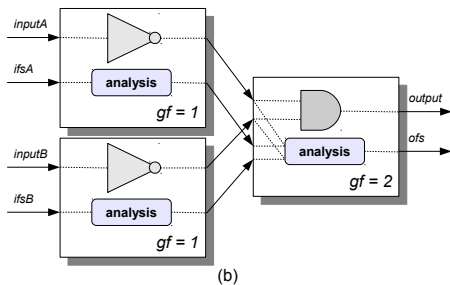 inputA
ifsA
analysis
gf = 1
inputB
ifsB
analysis
gf = 1
output
ofs
analysis
gf = 2
(b)